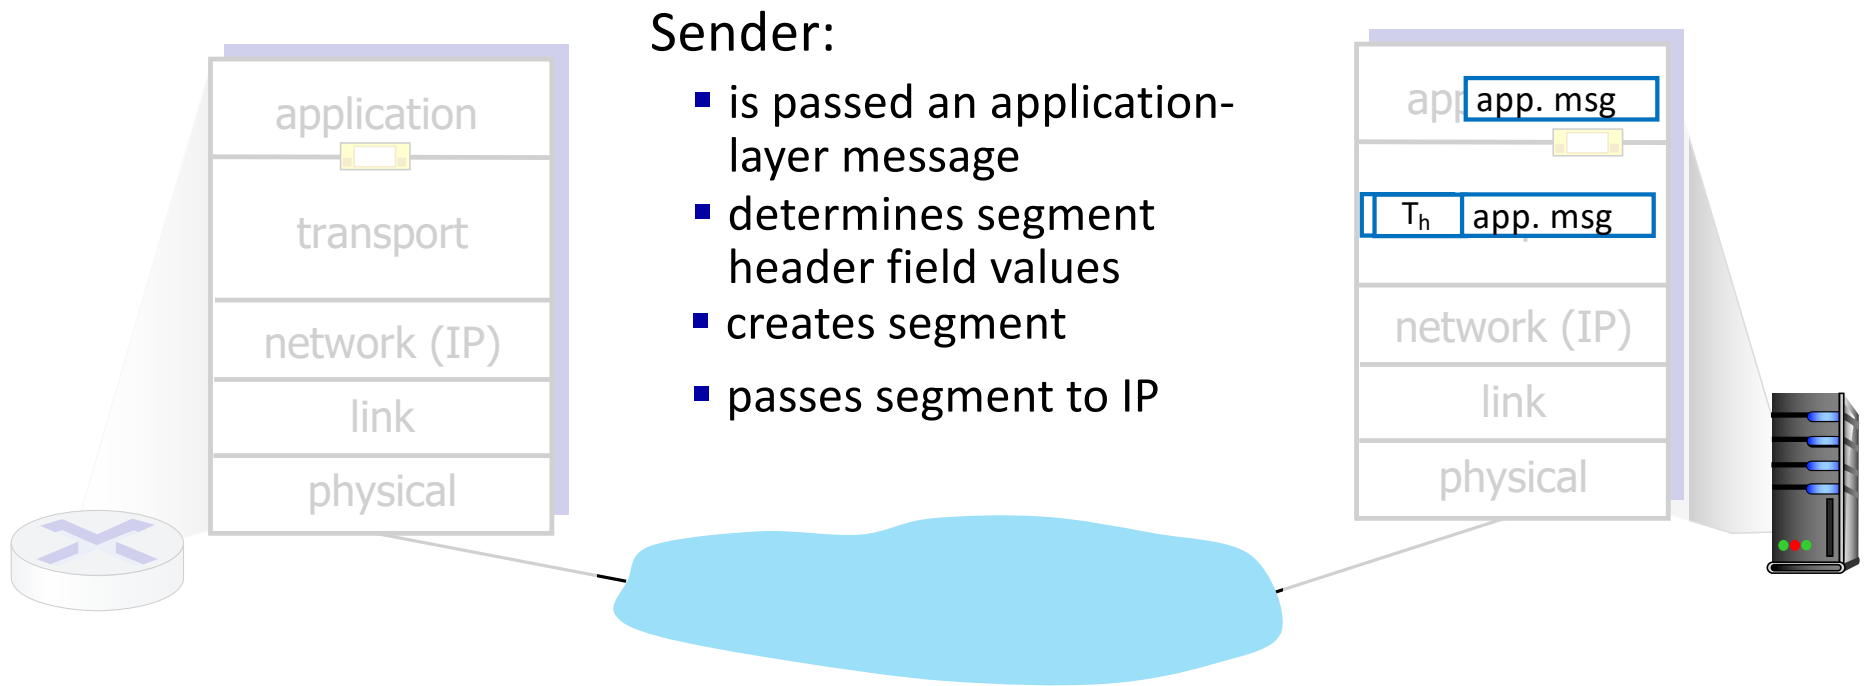 Sender:
is passed an application-
layer message
determines segment
header field values
creates segment
passes segment to IP
application
transport
network (IP)
link
physical
app. msg
Th app. msg
network (IP)
link
physical